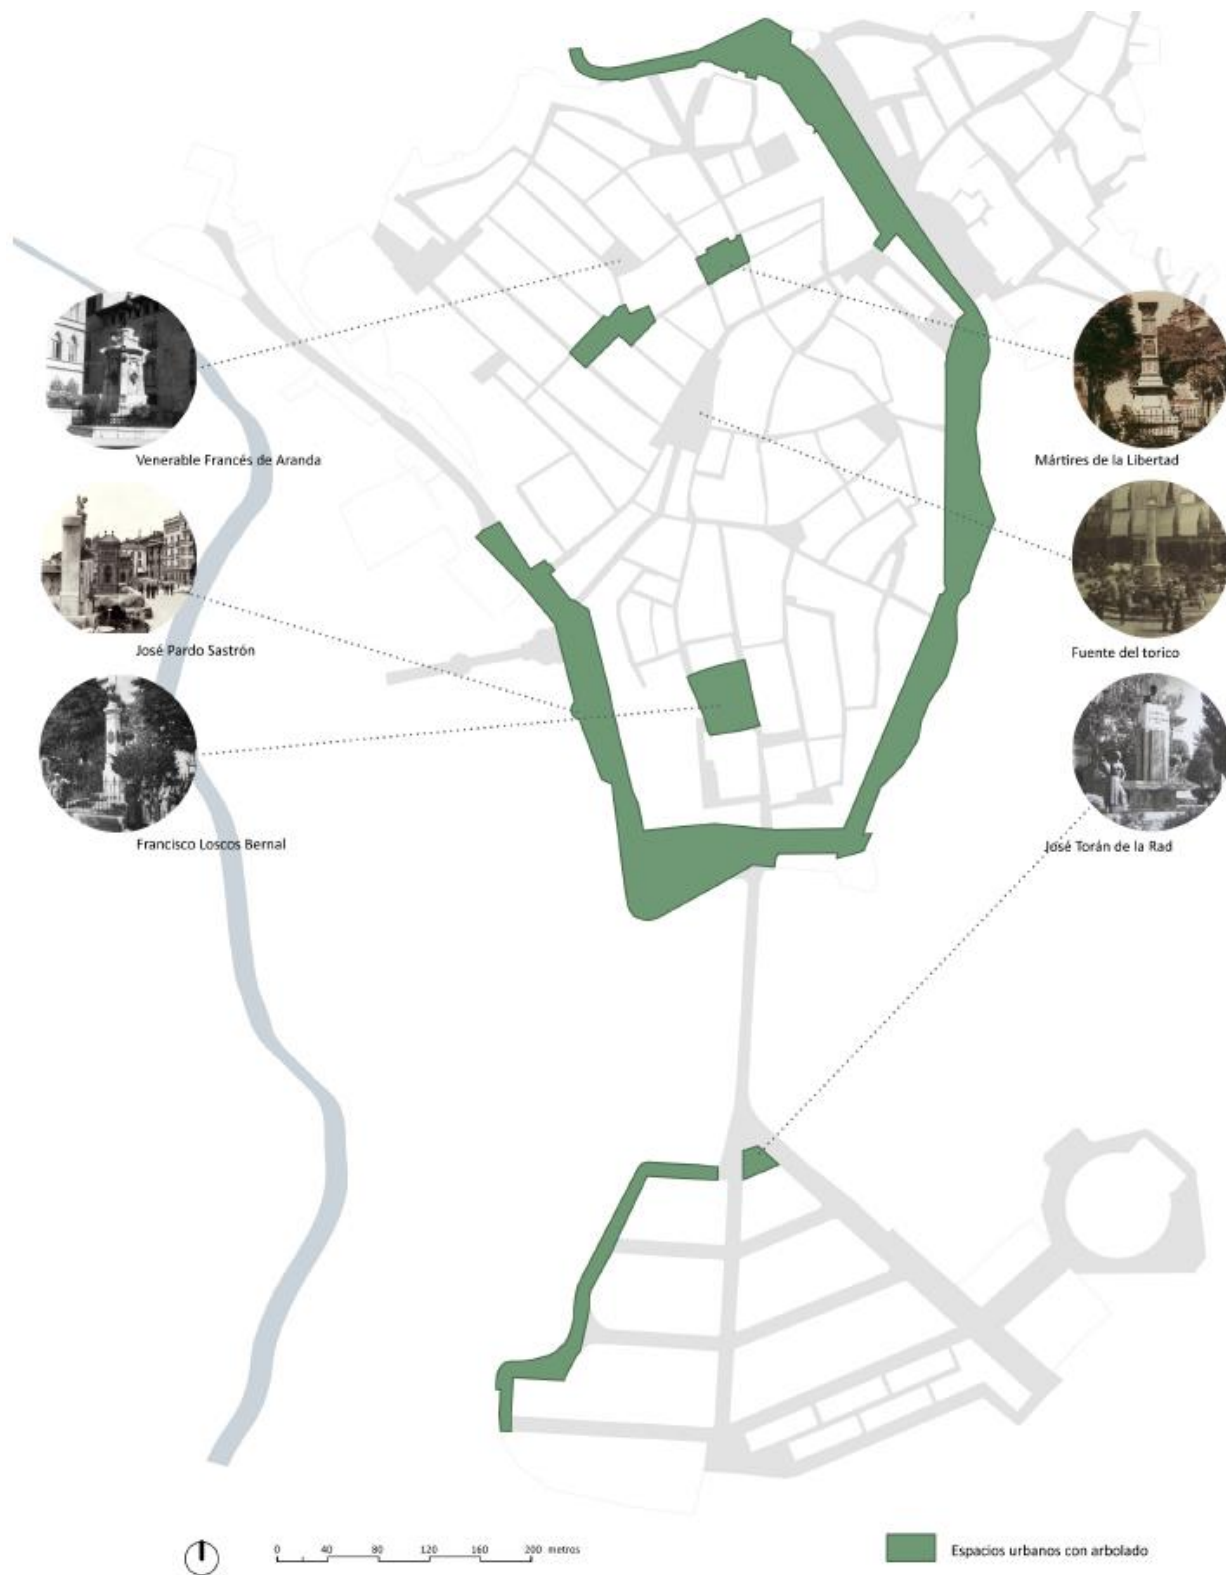 Venerable Francés de Aranda
Mártires de la Libertad
José Pardo Sastrón
Fuente del torico
Francisco Loscos Bernal
José Torán de la Rad
0 40 80 120 160 200 metros
Espacios urbanos con arbolado